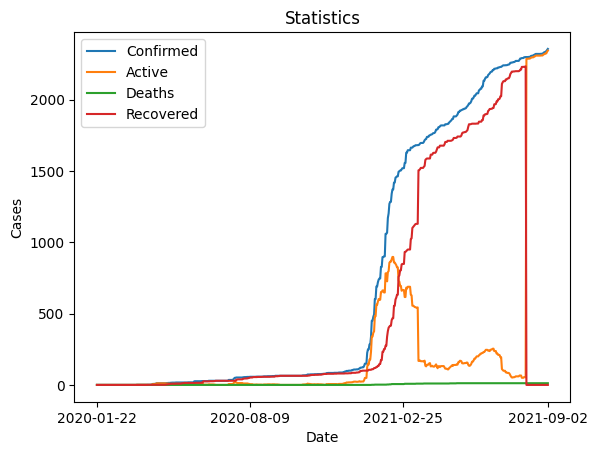 Statistics
Confirmed
Active
Deaths
Recovered
Cases
2000
1500
1000
500
0
2020-01-22 2020-08-09 2021-02-25 2021-09-02
Date